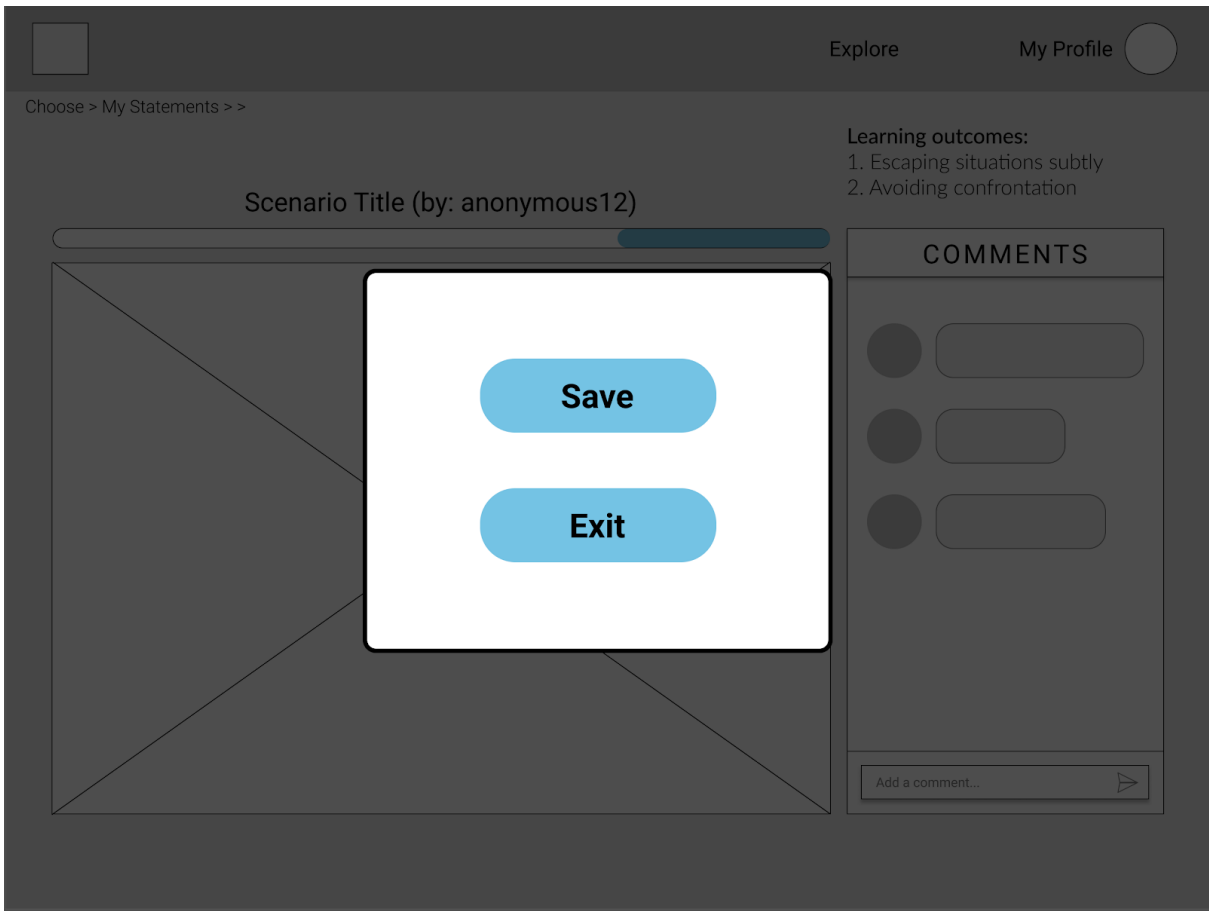 Explore
My Profile
Choose > My Statements > >
Learning outcomes:
1. Escaping situations subtly
2. Avoiding confrontation
Scenario Title (by: anonymous12)
COMMENTS
Save
Exit
Add a comment...